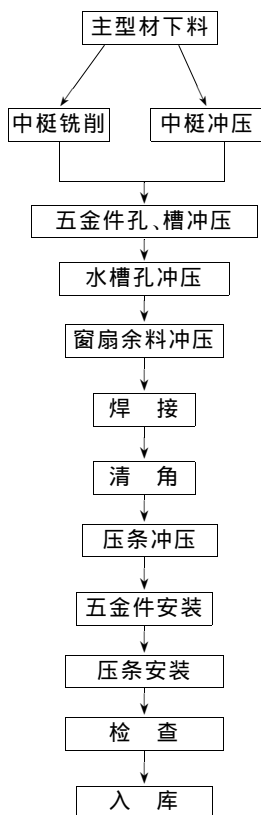 主型材下料
中梃铣削
中梃冲压
五金件孔、槽冲压
水槽孔冲压
窗扇余料冲压
焊 接
清 角
压条冲压
五金件安装
压条安装
检 查
入 库